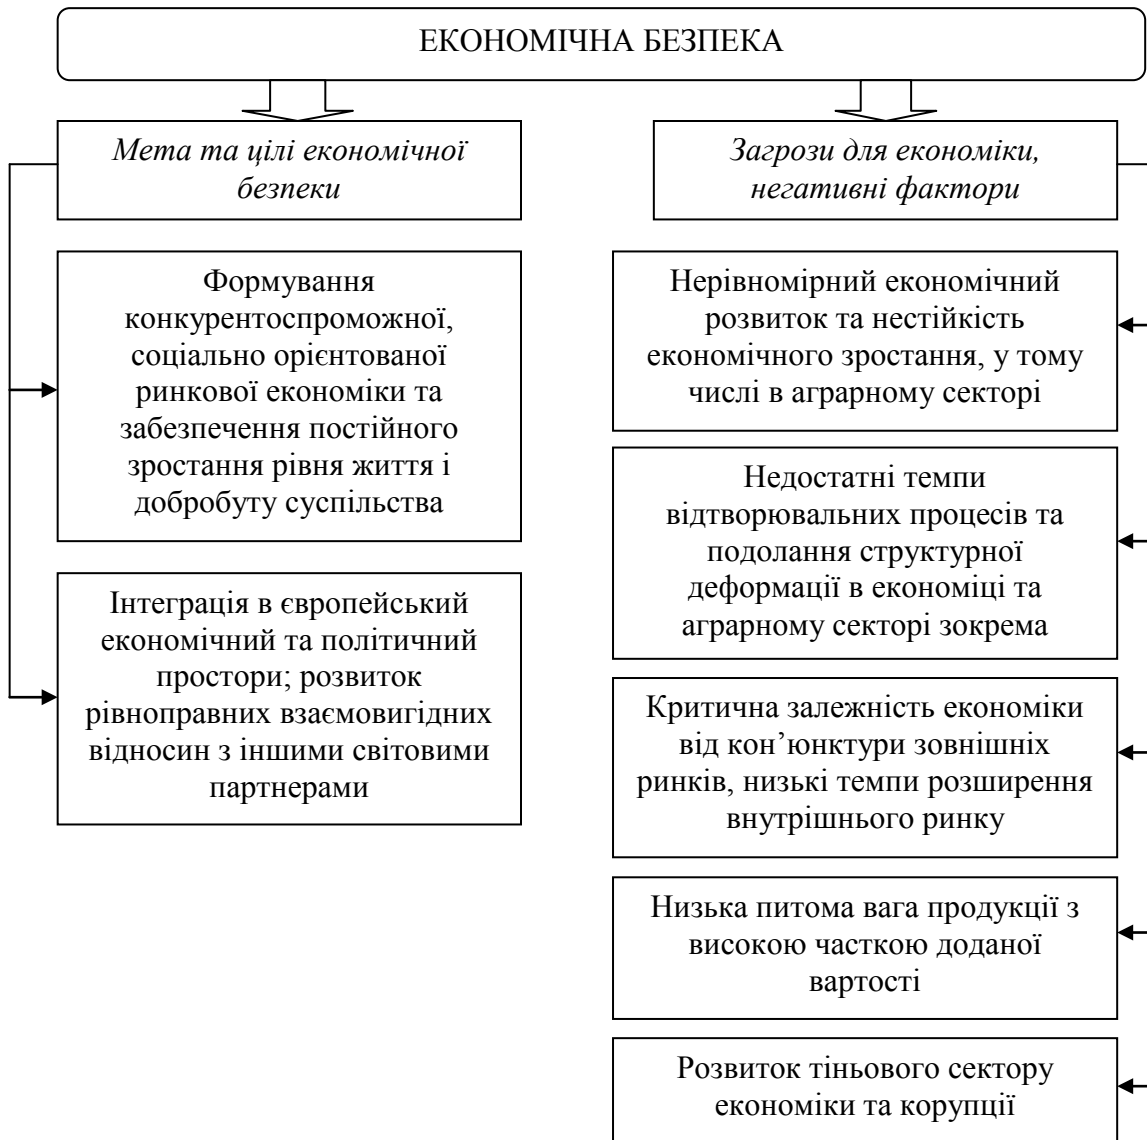 ЕКОНОМІЧНА БЕЗПЕКА
Мета та цілі економічної
безпеки
Формування
конкурентоспроможної,
соціально орієнтованої
ринкової економіки та
забезпечення постійного
зростання рівня життя і
добробуту суспільства
Інтеграція в європейський
економічний та політичний
простори; розвиток
рівноправних взаємовигідних
відносин з іншими світовими
партнерами
Загрози для економіки,
негативні фактори
Нерівномірний економічний
розвиток та нестійкість
економічного зростання, у тому
числі в аграрному секторі
Недостатні темпи
відтворювальних процесів та
подолання структурної
деформації в економіці та
аграрному секторі зокрема
Критична залежність економіки
від кон’юнктури зовнішніх
ринків, низькі темпи розширення
внутрішнього ринку
Низька питома вага продукції з
високою часткою доданої
вартості
Розвиток тіньового сектору
економіки та корупції